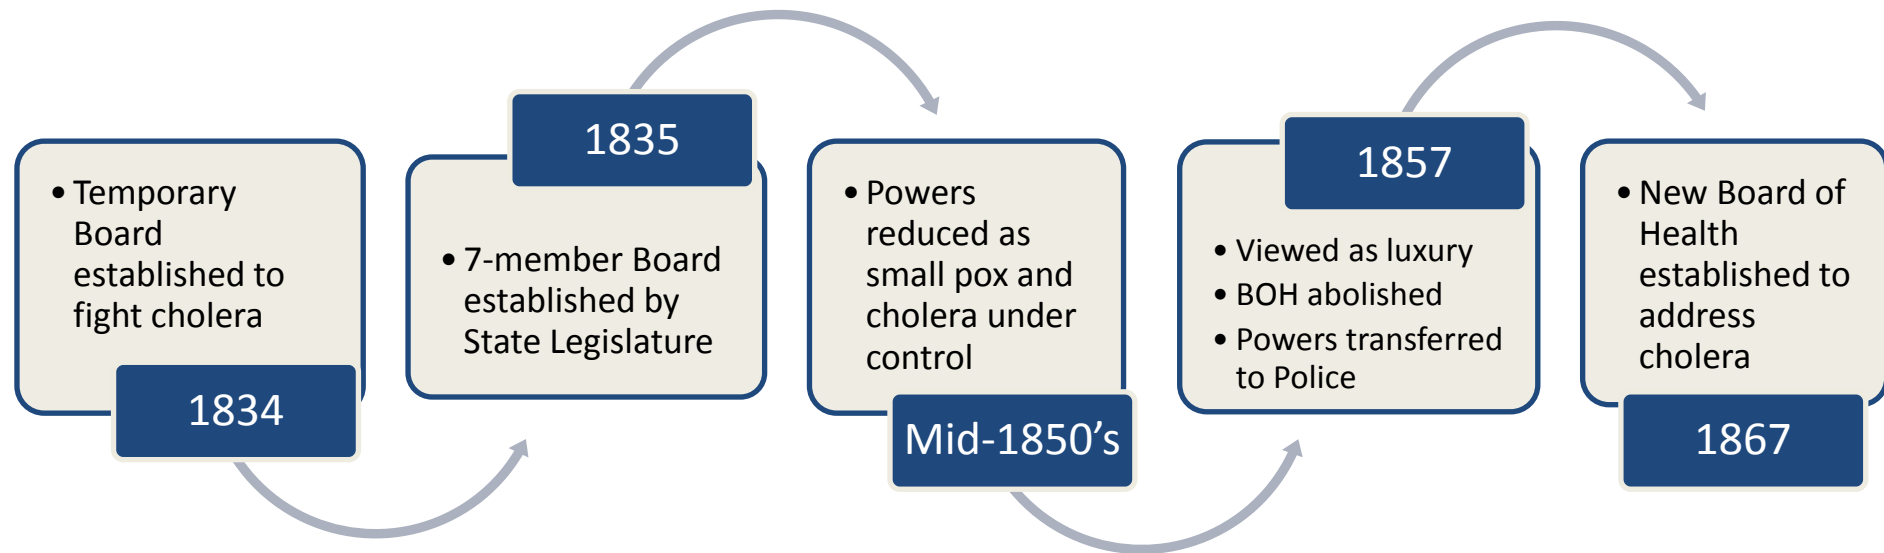 • Temporary
Board
established to
fight cholera
1834
1835
• 7-member Board
established by
State Legislature
• Powers
reduced as
small pox and
cholera under
control
Mid-1850’s
1857
• Viewed as luxury
• BOH abolished
• Powers transferred
to Police
• New Board of
Health
established to
address
cholera
1867